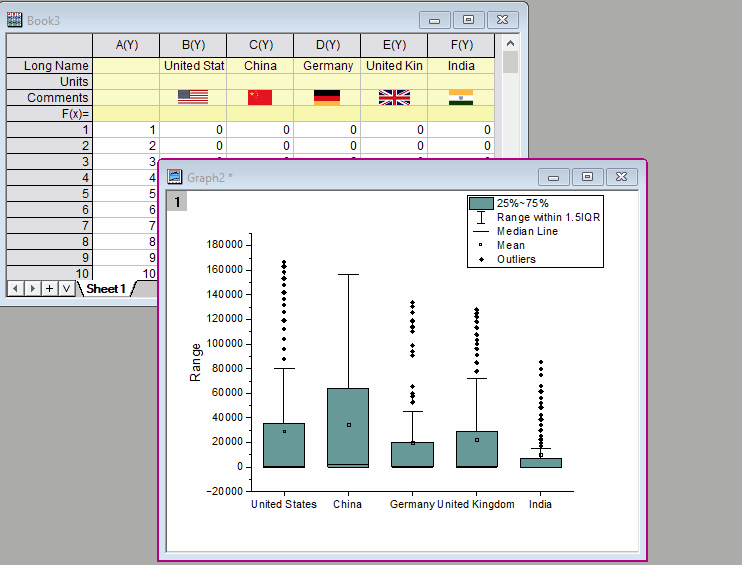 Book3
A(Y) B(Y) C(Y) D(Y) E(Y) F(Y)
Long Name United Stat China Germany United Kin India
Units
Comments
F(x)=
1 1 0 0 0 0 0
2 2 0 0 0 0 0
3 3
4 4
5 5
6 6
7 7
8 8
9 9
10 10
Sheet1
Graph2 *
1
25%~75%
Range within 1.5IQR
Median Line
Mean
Outliers
180000
160000
140000
120000
100000
80000
60000
40000
20000
0
−20000
Range
United States China Germany United Kingdom India